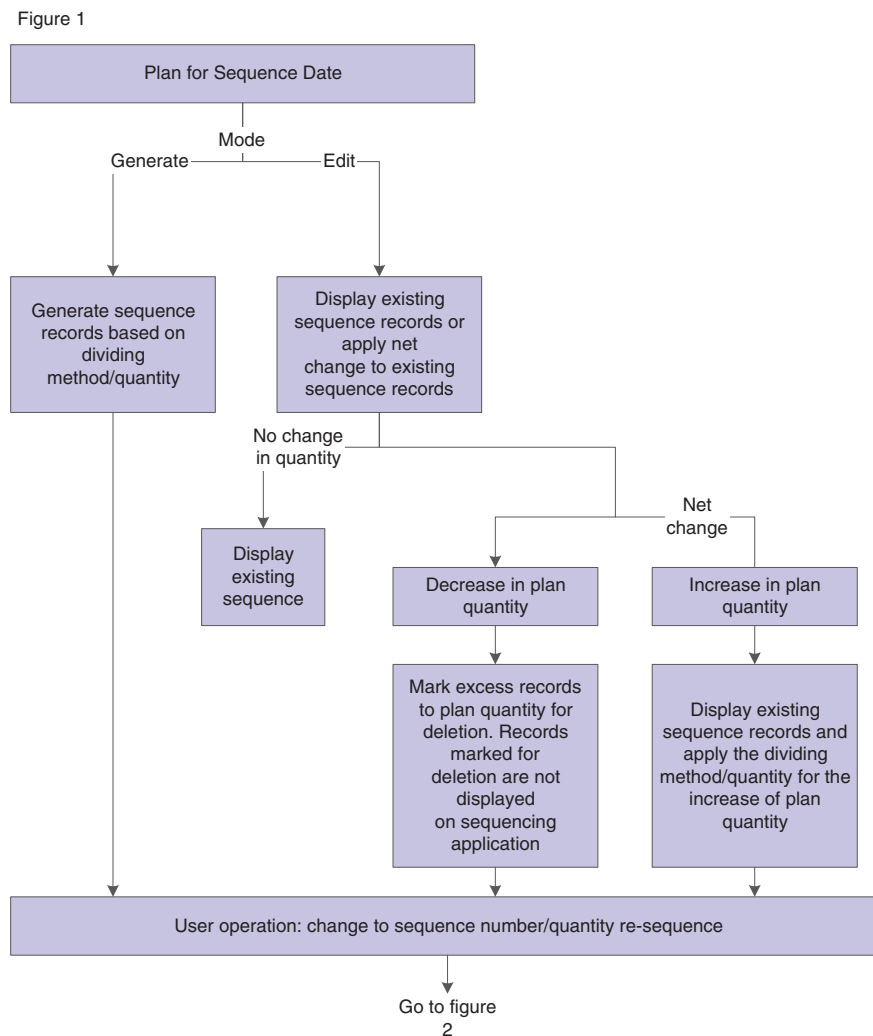 Figure 1
Plan for Sequence Date
Mode
Generate
Edit
Generate sequence
records based on
dividing
method/quantity
Display existing
sequence records or
apply net
change to existing
sequence records
No change
in quantity
Net
change
Display
existing
sequence
Decrease in plan
quantity
Increase in plan
quantity
Mark excess records
to plan quantity for
deletion. Records
marked for
deletion are not
displayed
on sequencing
application
Display existing
sequence records and
apply the dividing
method/quantity for the
increase of plan
quantity
User operation: change to sequence number/quantity re-sequence
Go to figure
2